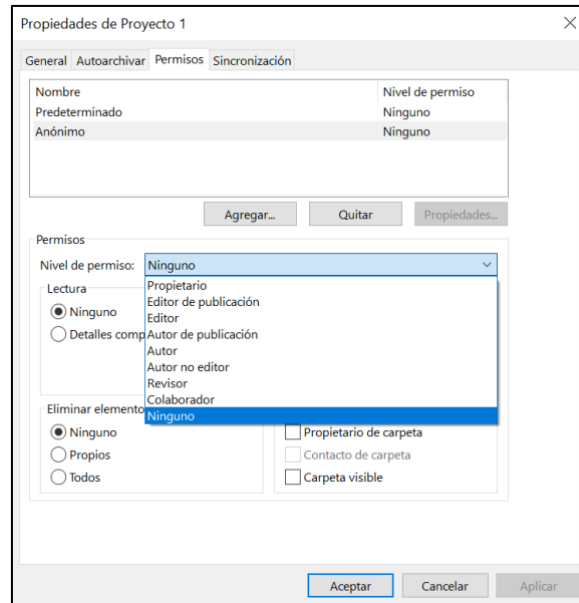 Propiedades de Proyecto 1
General Autoarchivar Permisos Sincronización
Nombre Nivel de permiso
Predeterminado Ninguno
Anónimo Ninguno
Agregar... Quitar Propiedades...
Permisos
Nivel de permiso: Ninguno
Propietario
Editor de publicación
Editor
Autor de publicación
Autor
Autor no editor
Revisor
Colaborador
Ninguno
Lectura
Ninguno
Detalles comp
Eliminar elemento
Ninguno
Propios
Todos
Propietario de carpeta
Contacto de carpeta
Carpeta visible
Aceptar Cancelar Aplicar